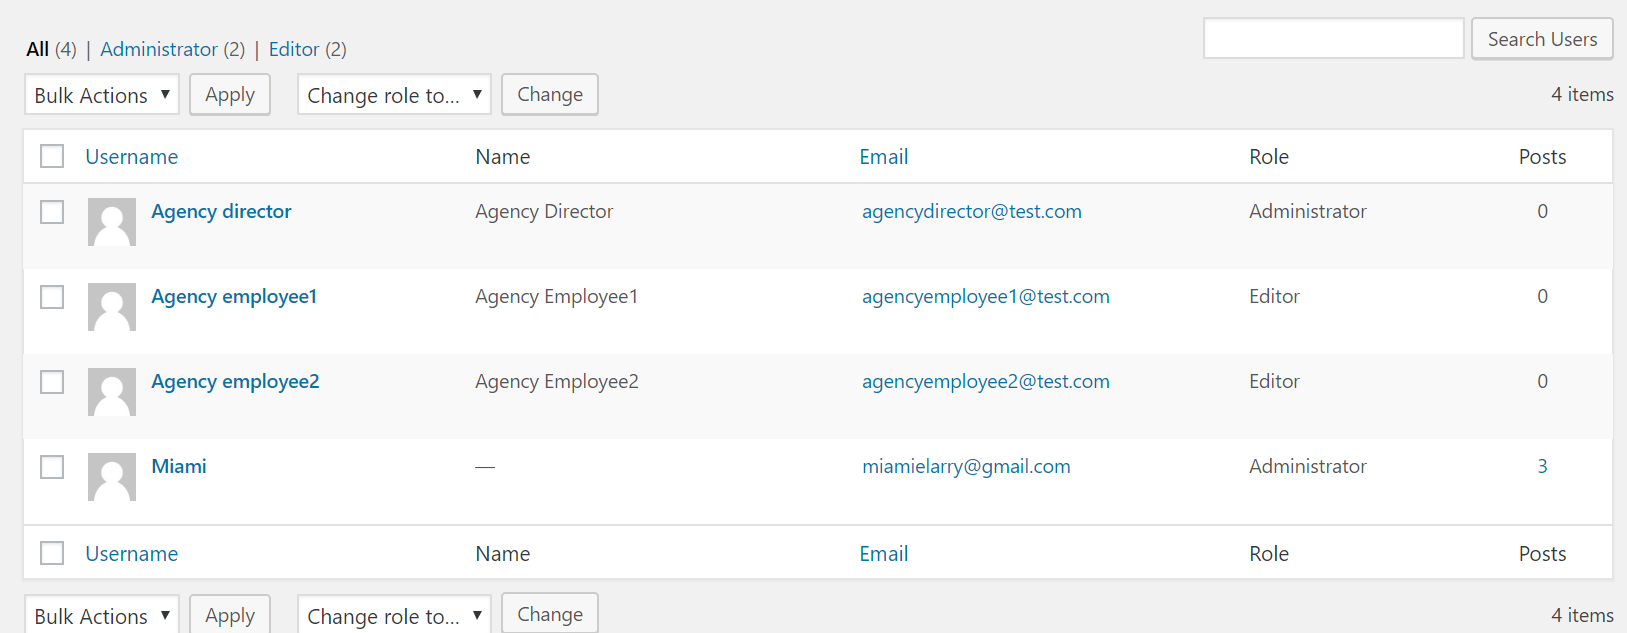 All (4) | Administrator (2) | Editor (2)
Search Users
Bulk Actions Apply Change role to... Change 4 items
Username Name Email Role Posts
Agency director Agency Director agencydirector@test.com Administrator 0
Agency employee1 Agency Employee1 agencyemployee1@test.com Editor 0
Agency employee2 Agency Employee2 agencyemployee2@test.com Editor 0
Miami — miamielarry@gmail.com Administrator 3
Username Name Email Role Posts
Bulk Actions Apply Change role to... Change 4 items